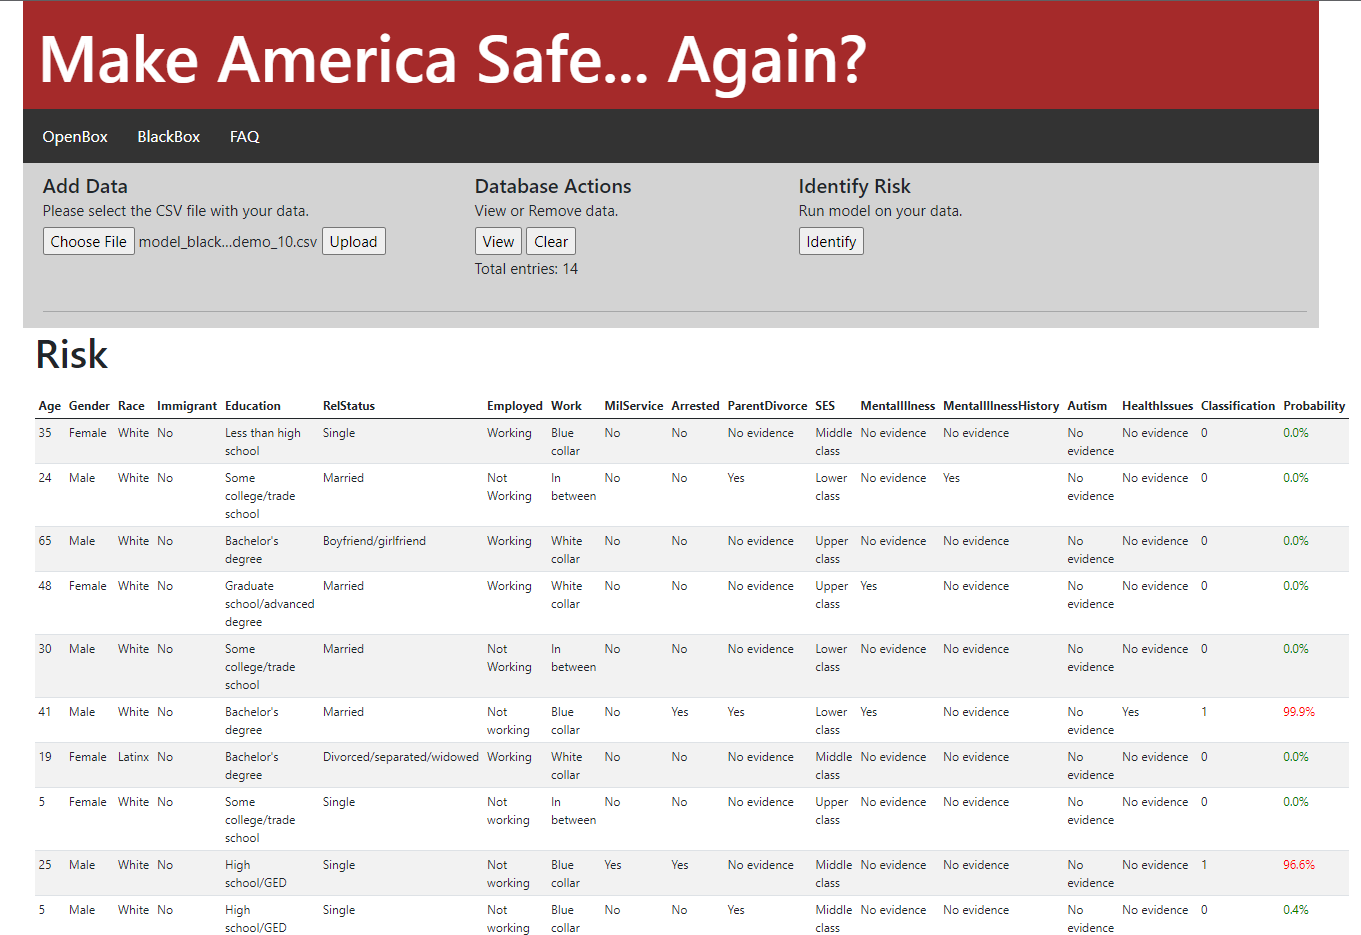 Make America Safe... Again?
OpenBox BlackBox FAQ
Add Data Database Actions Identify Risk
Please select the CSV file with your data. View or Remove data. Run model on your data.
Choose File model_black...demo_10.csv Upload View Clear Identify
Total entries: 14
Risk
Age Gender Race Immigrant Education RelStatus Employed Work MilService Arrested ParentDivorce SES MentalIllness MentalIllnessHistory Autism HealthIssues Classification Probability
35 Female White No Less than high Single Working Blue No No No evidence Middle No evidence No evidence No No evidence 0 0.0%
school collar class evidence
24 Male White No Some Married Not In No No Yes Lower No evidence Yes No No evidence 0 0.0%
college/trade Working between class evidence
school
65 Male White No Bachelor's Boyfriend/girlfriend Working White No No No evidence Upper No evidence No evidence No No evidence 0 0.0%
degree collar class evidence
48 Female White No Graduate Married Working White No No No evidence Upper Yes No evidence No No evidence 0 0.0%
school/advanced collar class evidence
degree
30 Male White No Some Married Not In No No No evidence Lower No evidence No evidence No No evidence 0 0.0%
college/trade Working between class evidence
school
41 Male White No Bachelor's Married Not Blue No Yes Yes Lower Yes No evidence No Yes 1 99.9%
degree working collar class evidence
19 Female Latinx No Bachelor's Divorced/separated/widowed Working White No No No evidence Middle No evidence No evidence No No evidence 0 0.0%
degree collar class evidence
5 Female White No Some Single Not In No No No evidence Upper No evidence No evidence No No evidence 0 0.0%
college/trade working between class evidence
school
25 Male White No High Single Not Blue Yes Yes No evidence Middle No evidence No evidence No No evidence 1 96.6%
school/GED working collar class evidence
5 Male White No High Single Not Blue No No Yes Middle No evidence No evidence No No evidence 0 0.4%
school/GED working collar class evidence